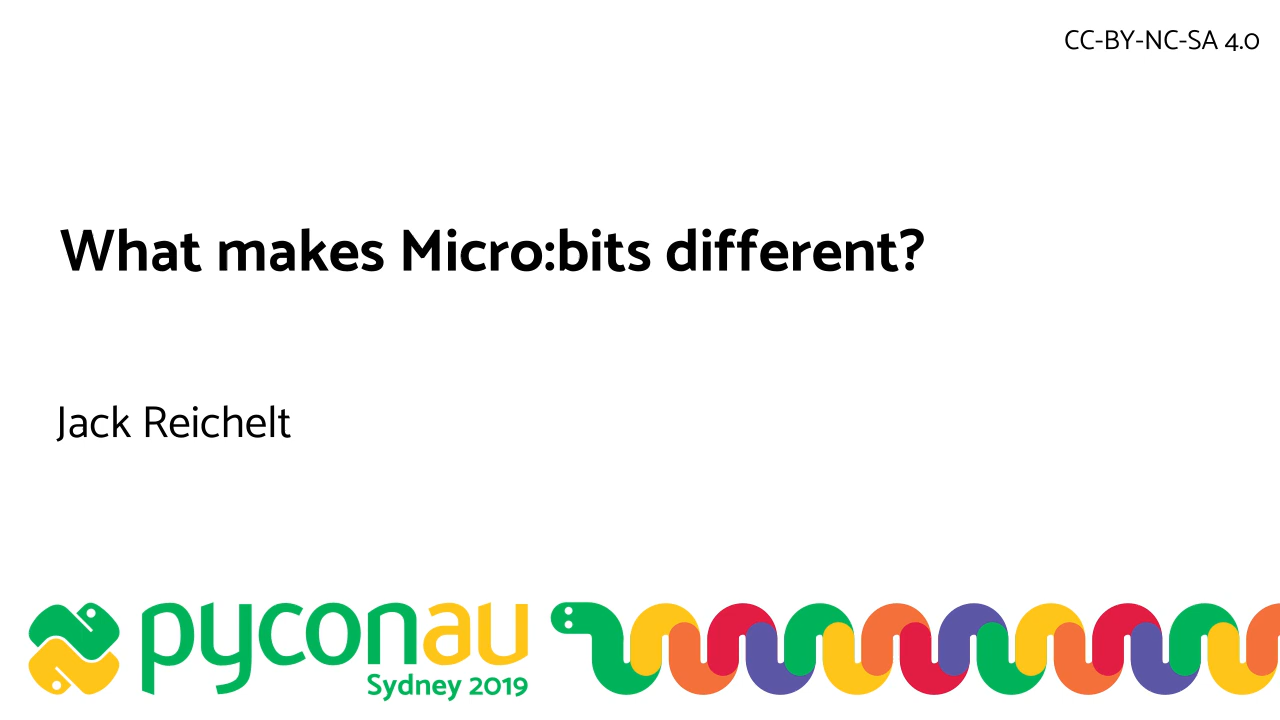 CC-BY-NC-SA 4.0
What makes Micro:bits different?
Jack Reichelt
pyconau
Sydney 2019